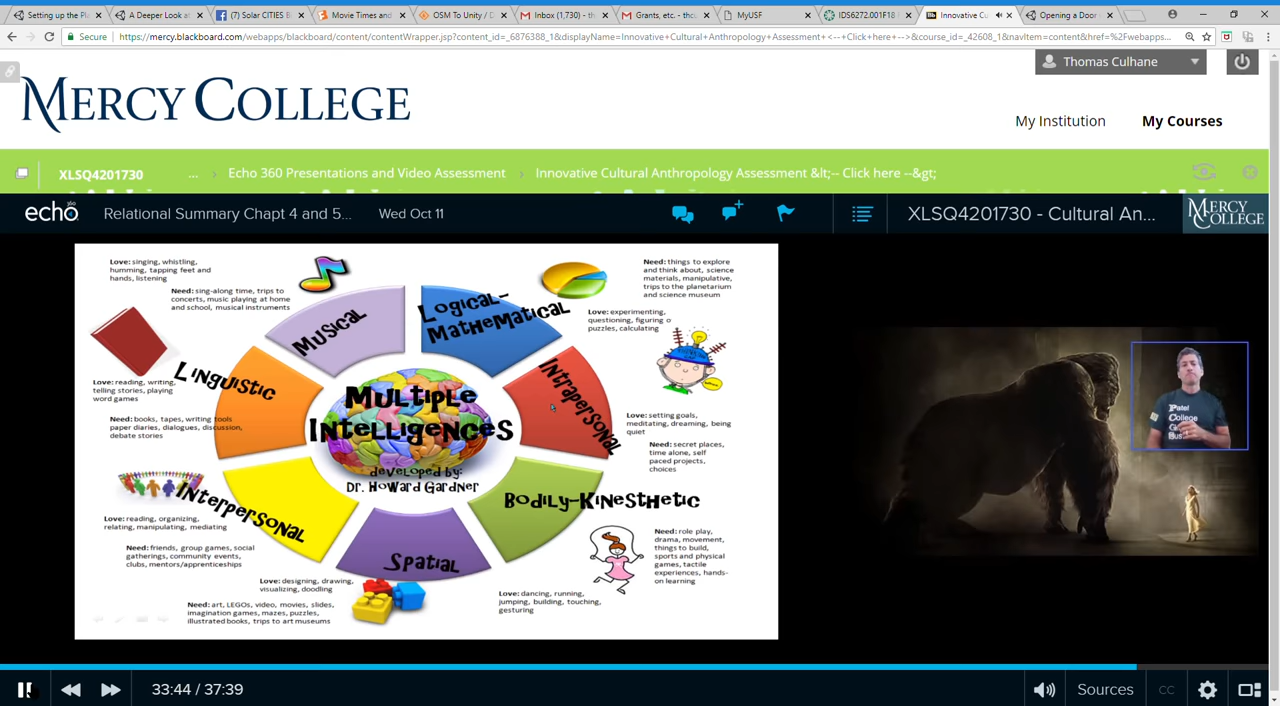 Setting up the Pla
A Deeper Look at
(7) Solar CITIES B
Movie Times and
OSM To Unity / D
Inbox (1,730) - th
Grants, etc. - thcu
MyUSF
IDS6272.001F18
Innovative Cu
Opening a Door
Secure
https://mercy.blackboard.com/webapps/blackboard/content/contentWrapper.jsp?content_id=_6876388_1&displayName=Innovative+Cultural+Anthropology+Assessment+<--+Click+here+-->&course_id=_42608_1&navItem=content&href=%2Fwebapps...
Thomas Culhane
MERCY COLLEGE
My Institution
My Courses
XLSQ4201730
...
Echo 360 Presentations and Video Assessment
Innovative Cultural Anthropology Assessment &lt;-- Click here --&gt;
echo
360
Relational Summary Chapt 4 and 5...
Wed Oct 11
XLSQ4201730 - Cultural An...
MERCY
COLLEGE
Love: singing, whistling,
humming, tapping feet and
hands, listening
Need: sing-along time, trips to
concerts, music playing at home
and school, musical instruments
Musical
Logical-
Mathematical
Need: things to explore
and think about, science
materials, manipulative,
trips to the planetarium
and science museum
Love: experimenting,
questioning, figuring o
puzzles, calculating
Linguistic
Love: reading, writing,
telling stories, playing
word games
Need: books, tapes, writing tools
paper diaries, dialogues, discussion,
debate stories
Multiple
Intelligences
developed by:
Dr. Howard Gardner
Intrapersonal
Love: setting goals,
meditating, dreaming, being
quiet
Need: secret places,
time alone, self
paced projects,
choices
Interpersonal
Love: reading, organizing,
relating, manipulating, mediating
Need: friends, group games, social
gatherings, community events,
clubs, mentors/apprenticeships
Spatial
Love: designing, drawing,
visualizing, doodling
Need: art, LEGOs, video, movies, slides,
imagination games, mazes, puzzles,
illustrated books, trips to art museums
Bodily-Kinesthetic
Need: role play,
drama, movement,
things to build,
sports and physical
games, tactile
experiences, hands-
on learning
Love: dancing, running,
jumping, building, touching,
gesturing
Patel
College
33:44 / 37:39
Sources
CC